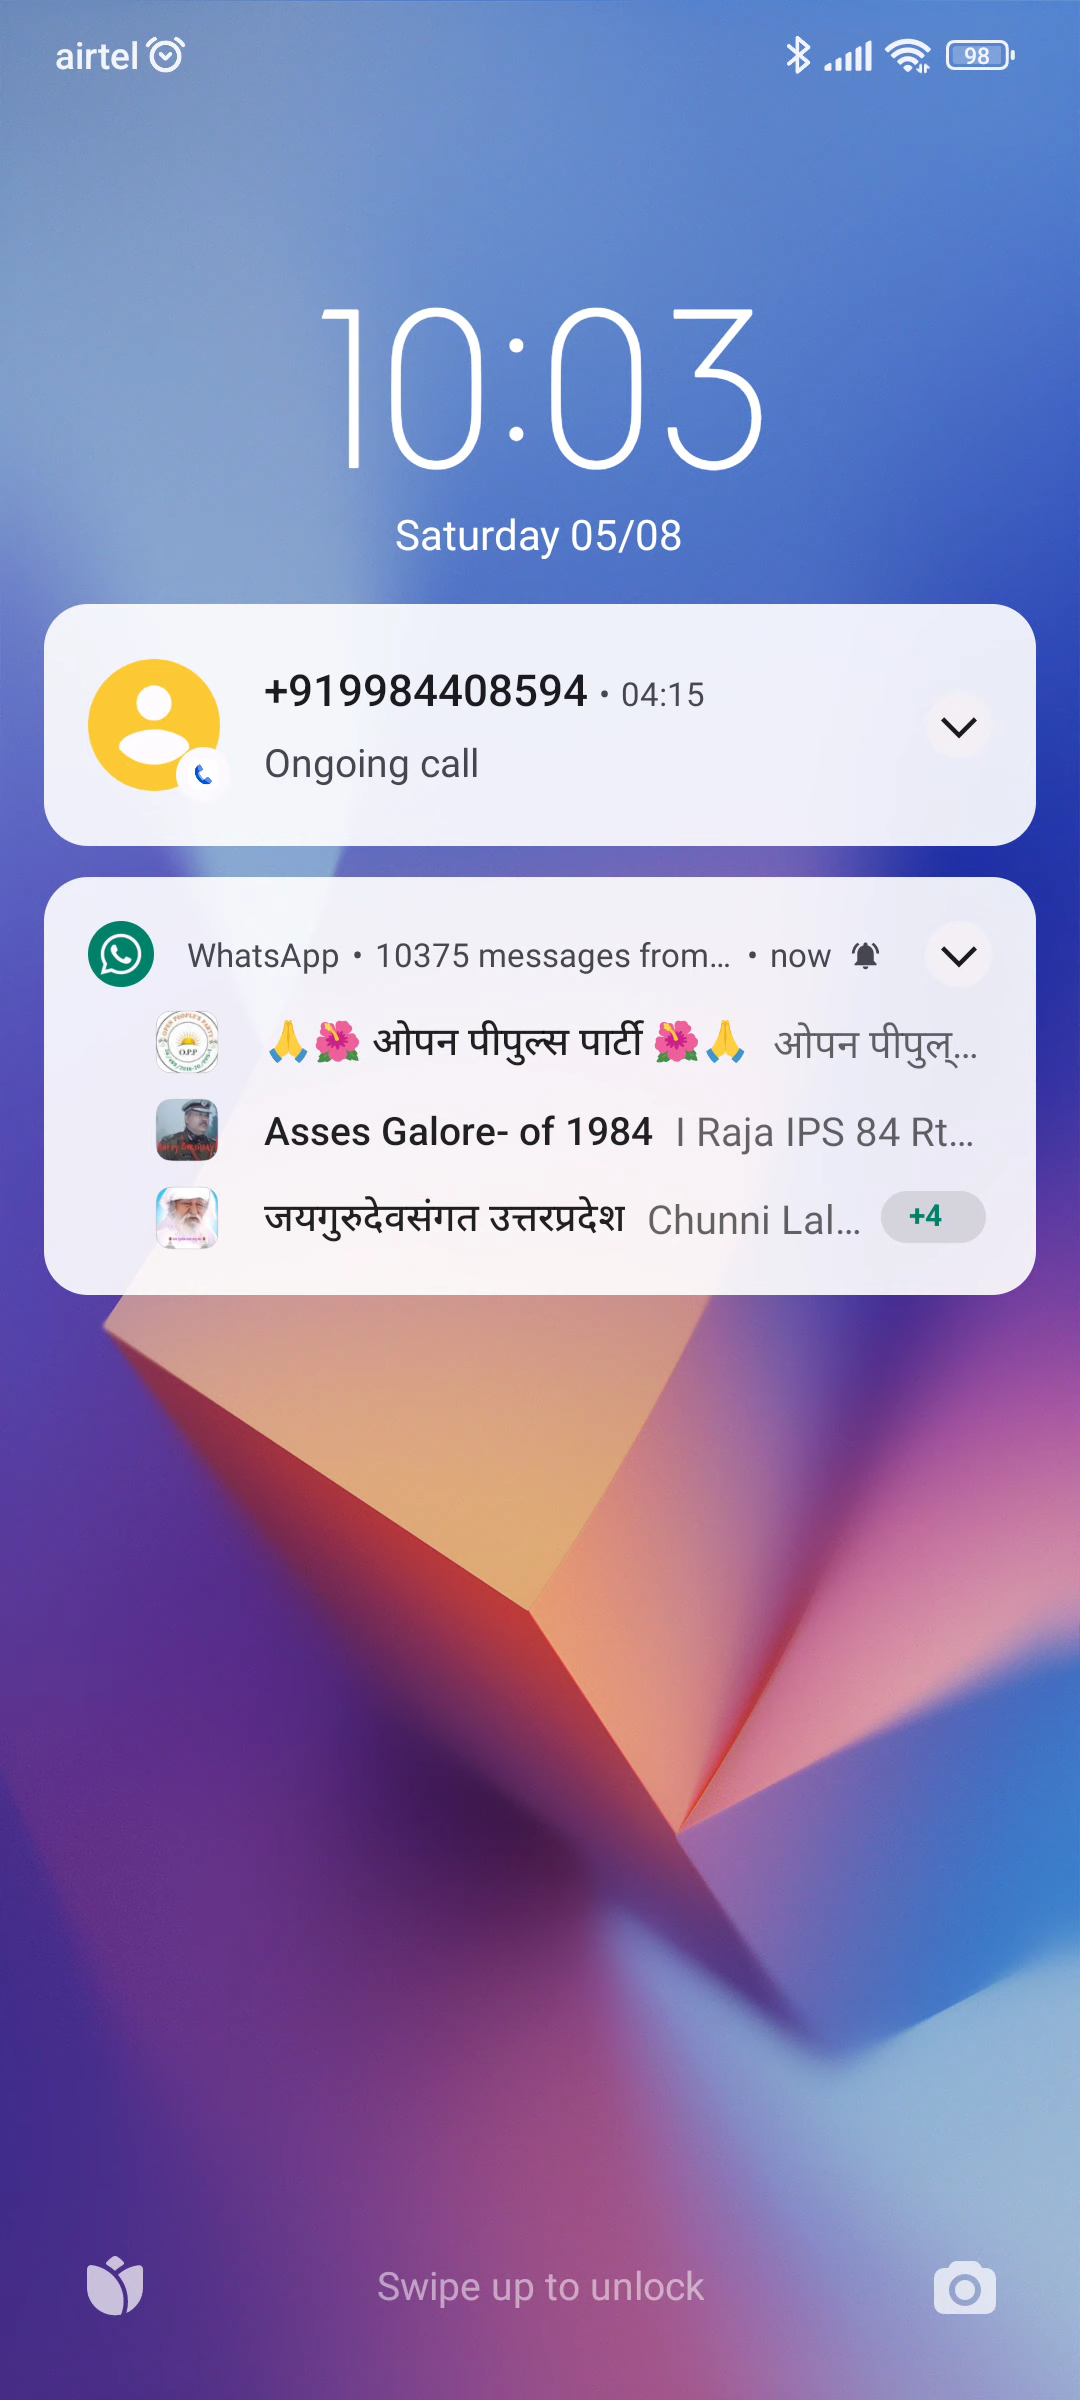 airtel 98
10:03
Saturday 05/08
+919984408594 • 04:15
Ongoing call
WhatsApp • 10375 messages from... • now
🙏🌺 ओपन पीपुल्स पार्टी 🌺🙏 ओपन पीपुल्...
Asses Galore- of 1984 I Raja IPS 84 Rt...
जयगुरुदेवसंगत उत्तरप्रदेश Chunni Lal... +4
Swipe up to unlock